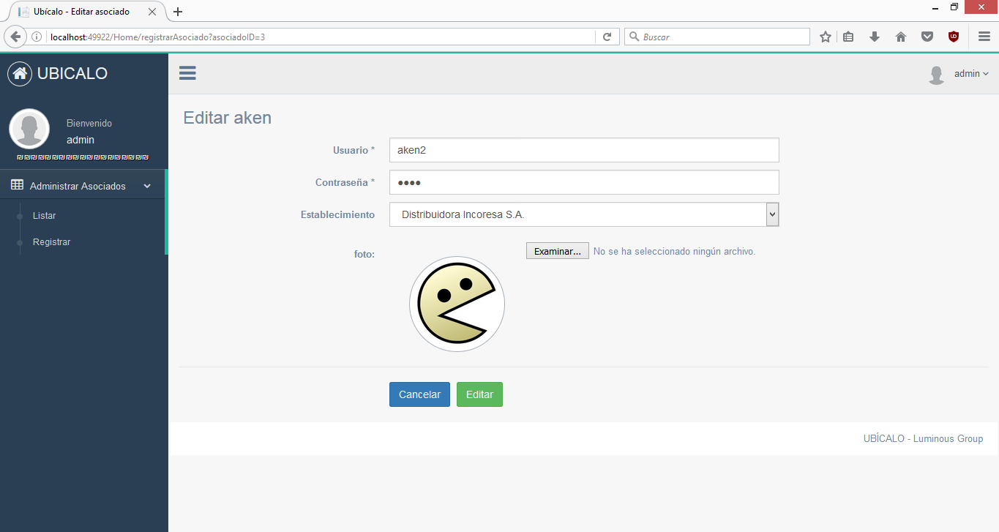 Ubícalo - Editar asociado
localhost:49922/Home/registrarAsociado?asociadoID=3
Buscar
UBICALO
admin
Bienvenido
admin
Administrar Asociados
Listar
Registrar
Editar aken
Usuario * aken2
Contraseña * ●●●●
Establecimiento Distribuidora Incoresa S.A.
foto: Examinar... No se ha seleccionado ningún archivo.
Cancelar Editar
UBÍCALO - Luminous Group